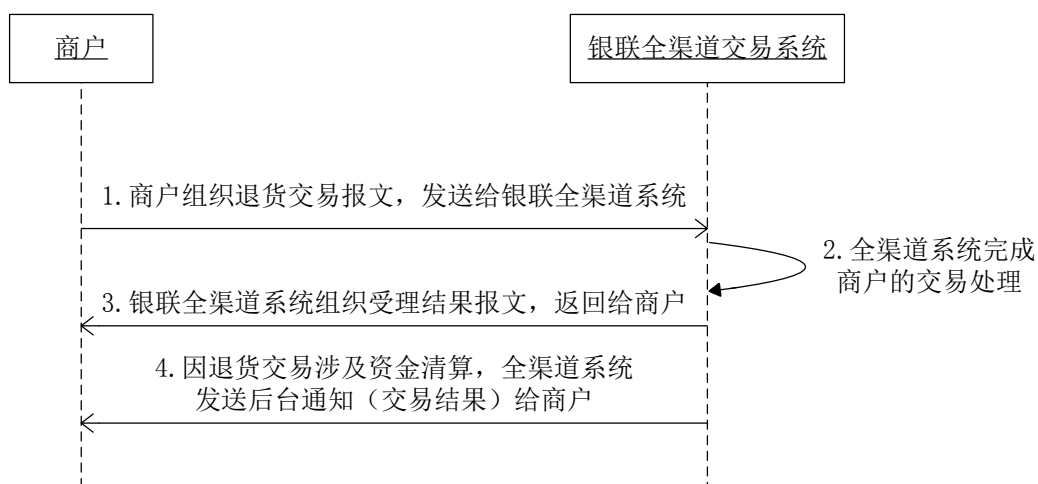 商户
银联全渠道交易系统
1.商户组织退货交易报文，发送给银联全渠道系统
2.全渠道系统完成
商户的交易处理
3.银联全渠道系统组织受理结果报文，返回给商户
4.因退货交易涉及资金清算，全渠道系统
发送后台通知（交易结果）给商户